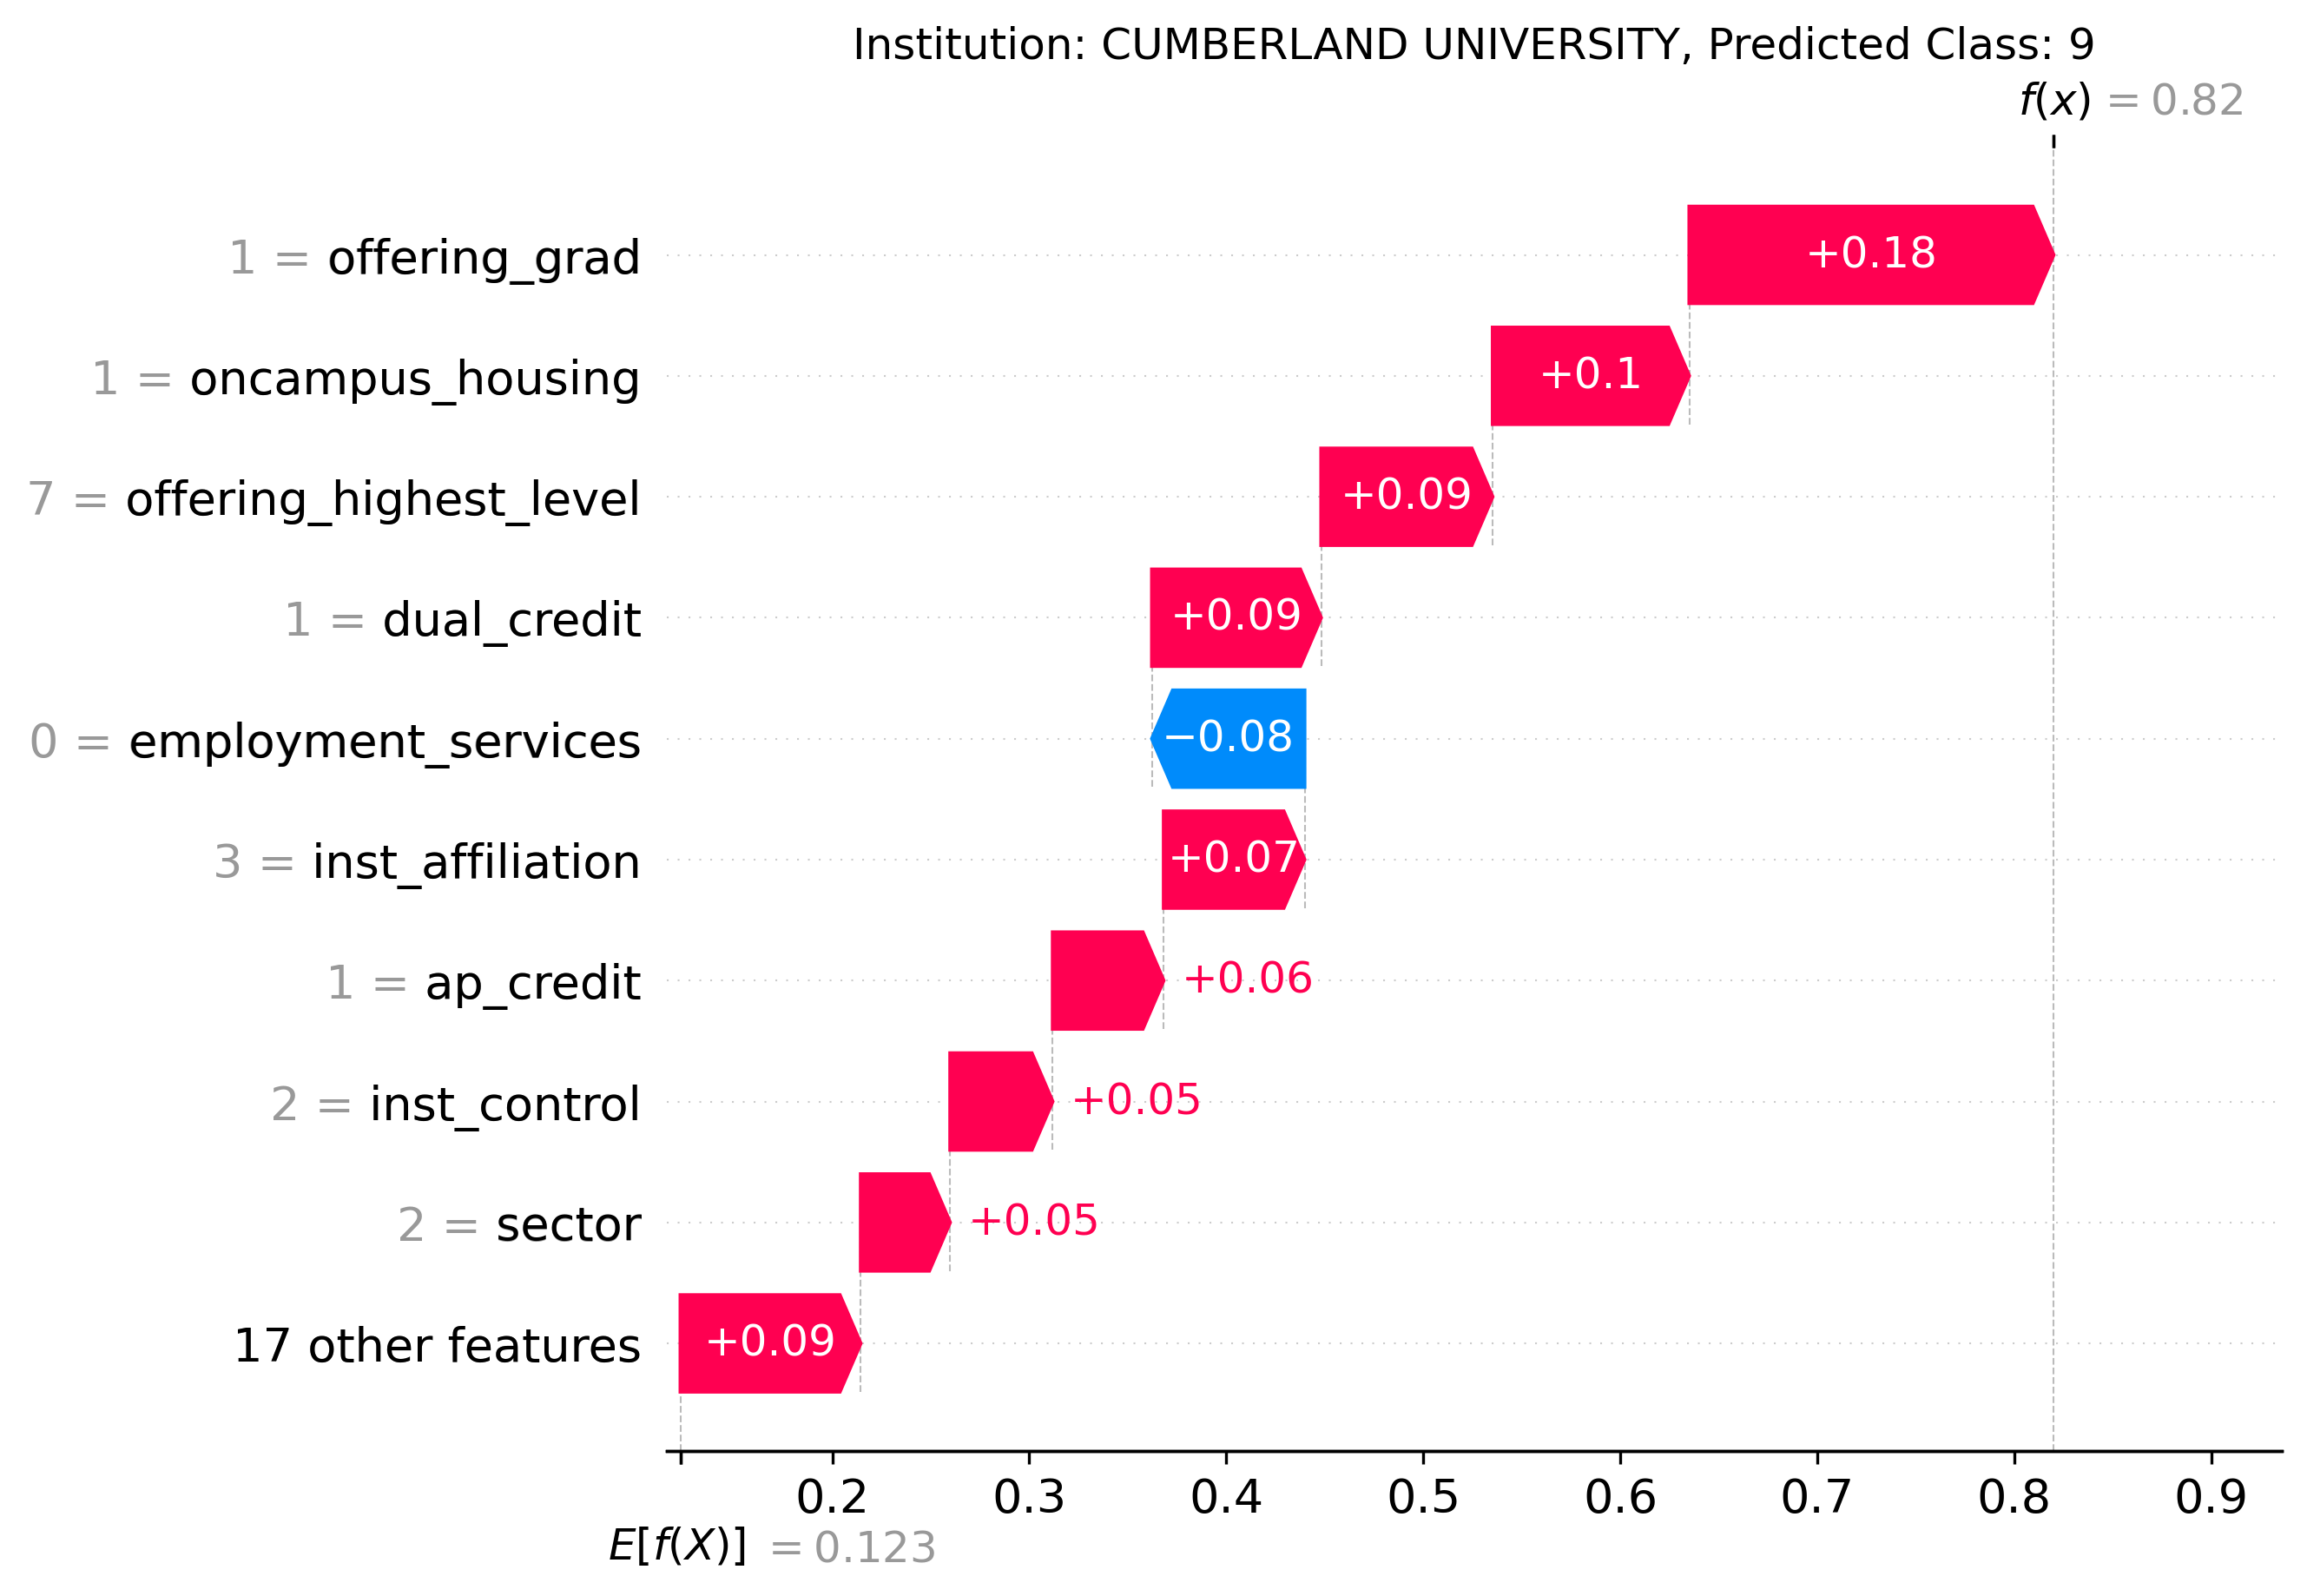 Institution: CUMBERLAND UNIVERSITY, Predicted Class: 9
f(x) = 0.82
1 = offering_grad +0.18
1 = oncampus_housing +0.1
7 = offering_highest_level +0.09
1 = dual_credit +0.09
0 = employment_services −0.08
3 = inst_affiliation +0.07
1 = ap_credit +0.06
2 = inst_control +0.05
2 = sector +0.05
17 other features +0.09
0.2 0.3 0.4 0.5 0.6 0.7 0.8 0.9
E[f(X)] = 0.123